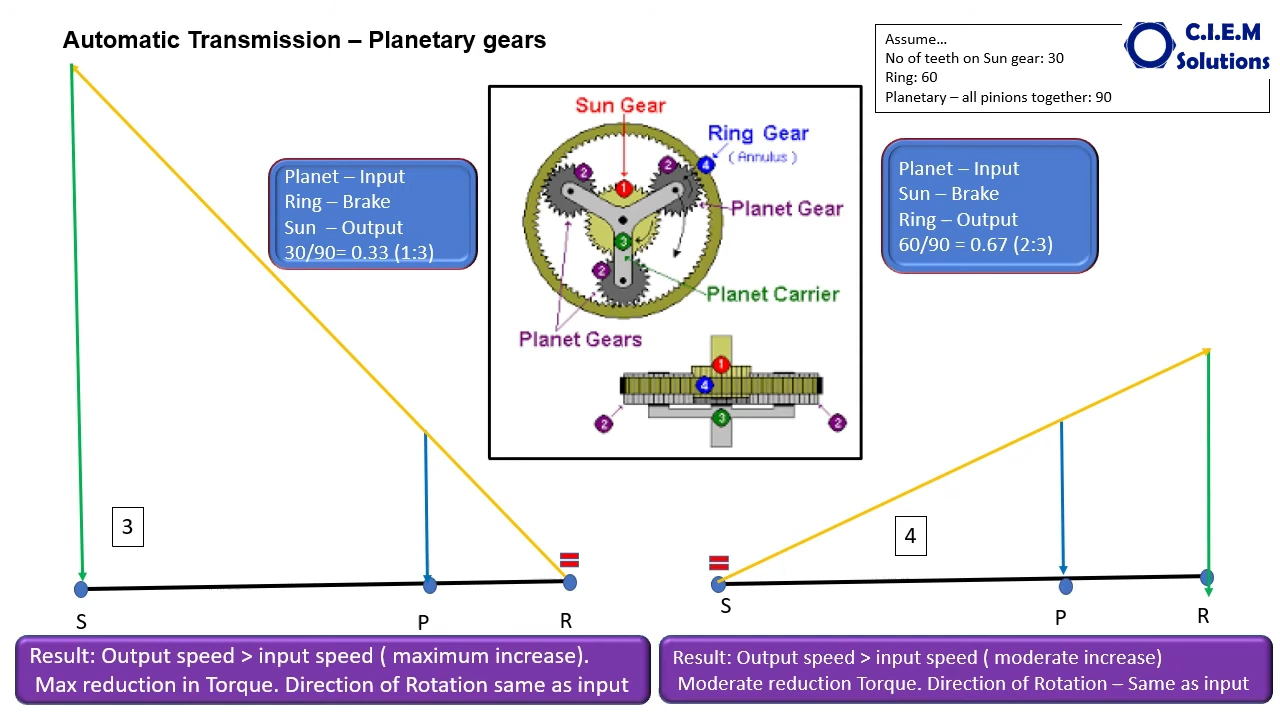 Automatic Transmission – Planetary gears
Assume…
No of teeth on Sun gear: 30
Ring: 60
Planetary – all pinions together: 90
C.I.E.M
Solutions
Planet – Input
Ring – Brake
Sun – Output
30/90= 0.33 (1:3)
Sun Gear
Ring Gear
( Annulus )
Planet Gear
Planet Carrier
Planet Gears
1
2
2
2
3
4
1
4
2
3
2
Planet – Input
Sun – Brake
Ring – Output
60/90 = 0.67 (2:3)
3
S
P
R
4
S
P
R
Result: Output speed > input speed ( maximum increase).
Max reduction in Torque. Direction of Rotation same as input
Result: Output speed > input speed ( moderate increase)
Moderate reduction Torque. Direction of Rotation – Same as input